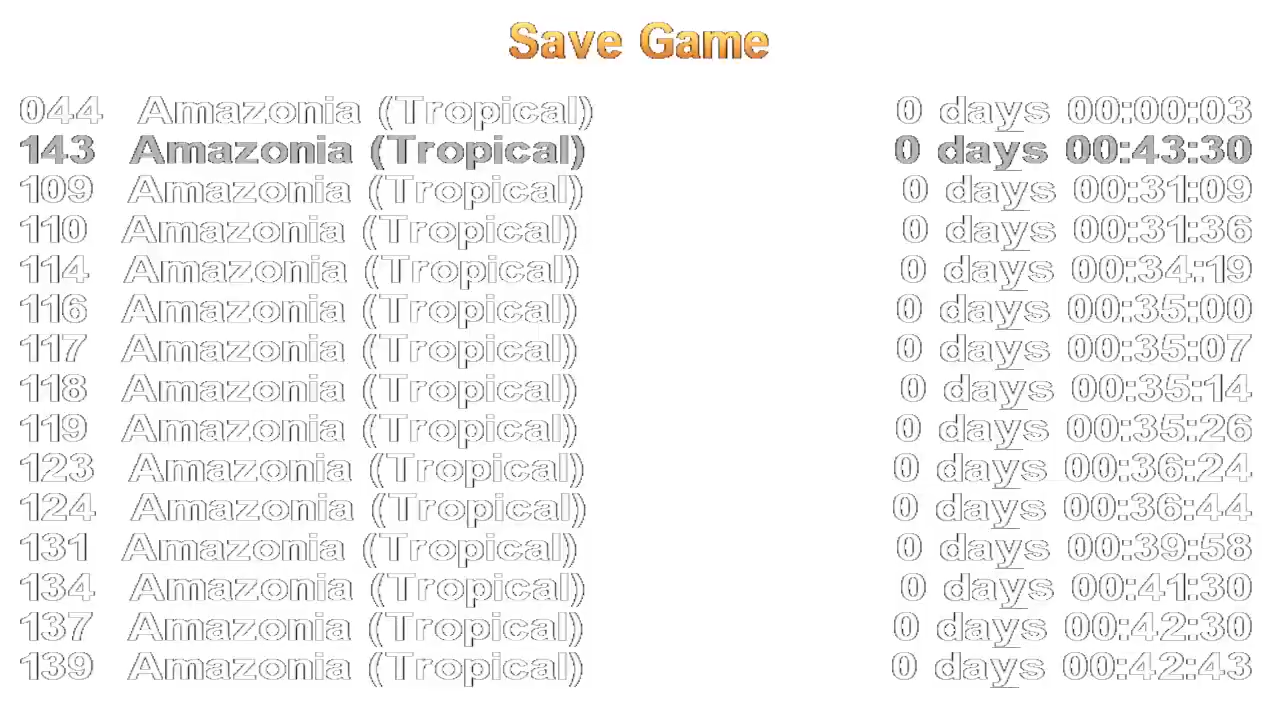 Save Game
044 Amazonia (Tropical) 0 days 00:00:03
143 Amazonia (Tropical) 0 days 00:43:30
109 Amazonia (Tropical) 0 days 00:31:09
110 Amazonia (Tropical) 0 days 00:31:36
114 Amazonia (Tropical) 0 days 00:34:19
116 Amazonia (Tropical) 0 days 00:35:00
117 Amazonia (Tropical) 0 days 00:35:07
118 Amazonia (Tropical) 0 days 00:35:14
119 Amazonia (Tropical) 0 days 00:35:26
123 Amazonia (Tropical) 0 days 00:36:24
124 Amazonia (Tropical) 0 days 00:36:44
131 Amazonia (Tropical) 0 days 00:39:58
134 Amazonia (Tropical) 0 days 00:41:30
137 Amazonia (Tropical) 0 days 00:42:30
139 Amazonia (Tropical) 0 days 00:42:43